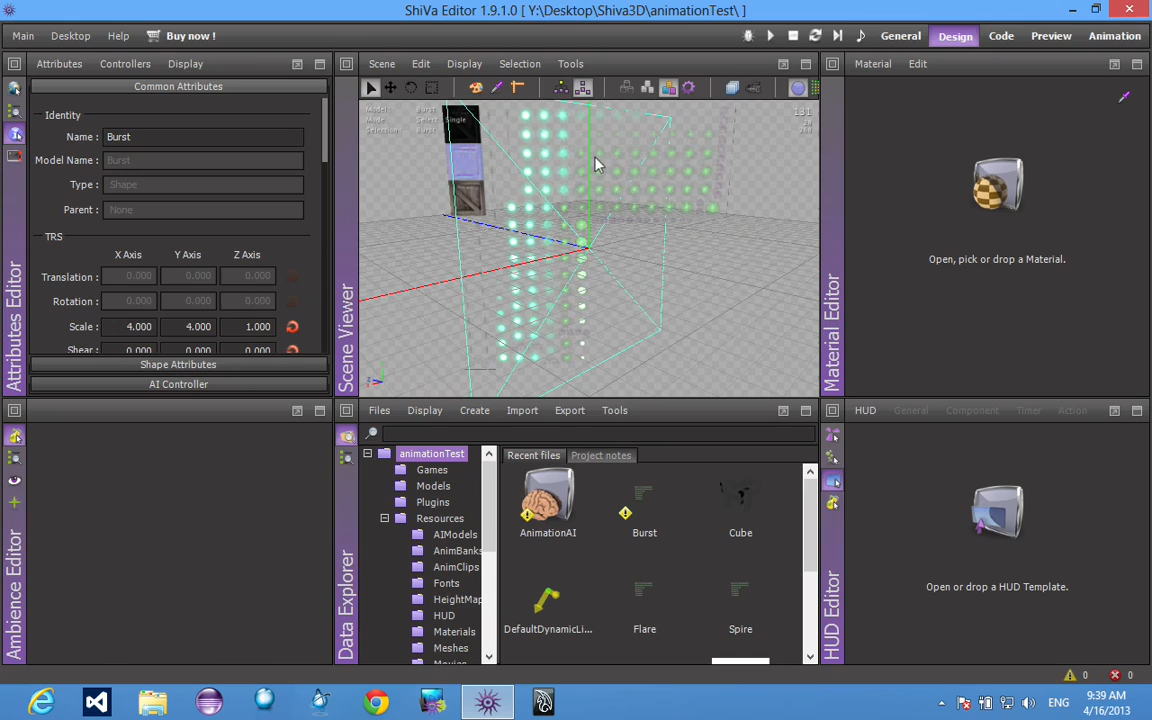 ShiVa Editor 1.9.1.0 [ Y:\Desktop\Shiva3D\animationTest\ ]
Main Desktop Help Buy now ! General Design Code Preview Animation
Attributes Controllers Display
Common Attributes
Identity
Name : Burst
Model Name : Burst
Type : Shape
Parent : None
TRS
X Axis Y Axis Z Axis
Translation : 0.000 0.000 0.000
Rotation : 0.000 0.000 0.000
Scale : 4.000 4.000 1.000
Shear : 0.000 0.000 0.000
Shape Attributes
AI Controller
Attributes Editor
Scene Edit Display Selection Tools
Model: Burst
Mode: Select Single
Selection: Burst
131
Scene Viewer
Material Edit
Open, pick or drop a Material.
Material Editor
Ambience Editor
Files Display Create Import Export Tools
animationTest
Games
Models
Plugins
Resources
AIModels
AnimBanks
AnimClips
Fonts
HeightMap
HUD
Materials
Meshes
Movies
Recent files Project notes
AnimationAI Burst Cube
DefaultDynamicLi... Flare Spire
Data Explorer
HUD General Component Timer Action
Open or drop a HUD Template.
HUD Editor
0 0
ENG 9:39 AM
4/16/2013